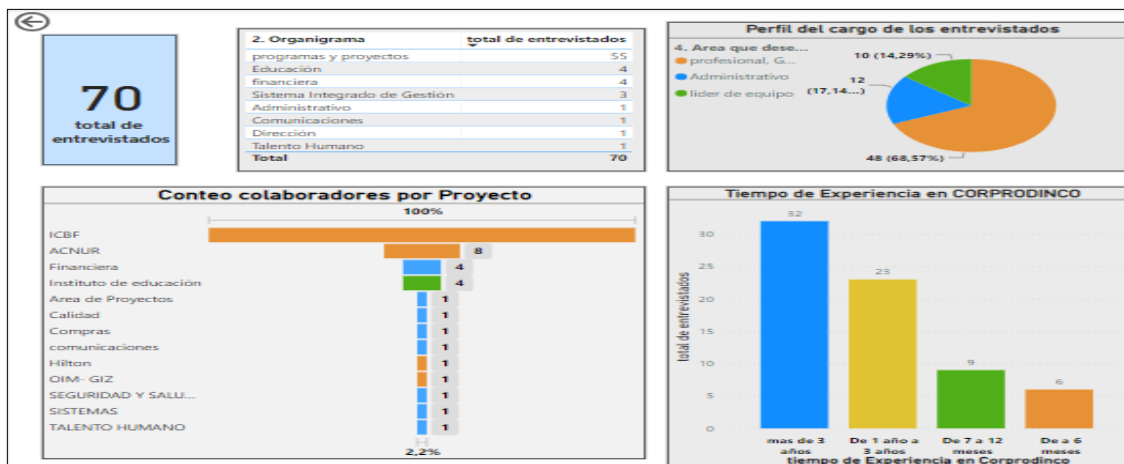 70
total de
entrevistados
2. Organigrama total de entrevistados
programas y proyectos 55
Educación 4
financiera 4
Sistema Integrado de Gestión 3
Administrativo 1
Comunicaciones 1
Dirección 1
Talento Humano 1
Total 70
Perfil del cargo de los entrevistados
4. Area que dese...
profesional, G...
Administrativo
lider de equipo
10 (14,29%)
12
(17,14...)
48 (68,57%)
Conteo colaboradores por Proyecto
100%
ICBF
ACNUR 8
Financiera 4
Instituto de educación 4
Area de Proyectos 1
Calidad 1
Compras 1
comunicaciones 1
Hilton 1
OIM- GIZ 1
SEGURIDAD Y SALU... 1
SISTEMAS 1
TALENTO HUMANO 1
2,2%
Tiempo de Experiencia en CORPRODINCO
total de entrevistados
30
25
20
15
10
5
0
32
23
9
6
mas de 3
años
De 1 año a
3 años
De 7 a 12
meses
De a 6
meses
tiempo de Experiencia en Corprodinco